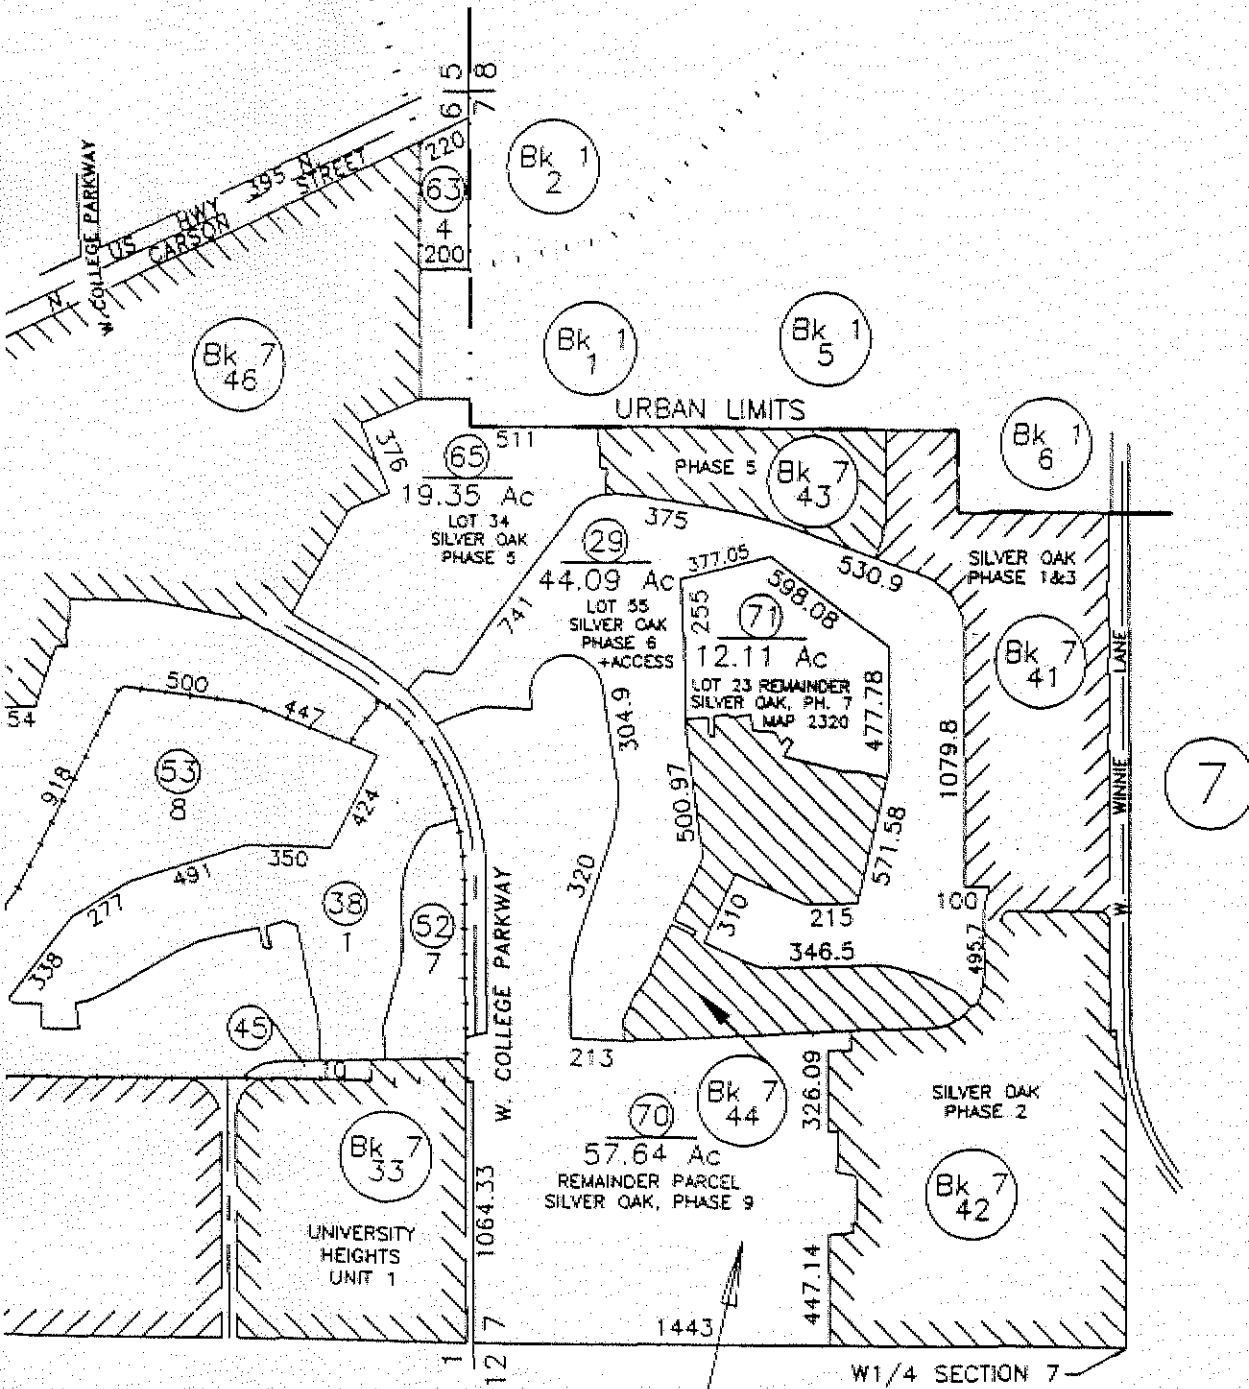 5 8
6 7
Bk 1
2
220
63
4
200
W. COLLEGE PARKWAY
US HWY 395 N
N CARSON STREET
Bk 7
46
Bk 1
1
Bk 1
5
URBAN LIMITS
Bk 1
6
376
511
65
19.35 Ac
LOT 34
SILVER OAK
PHASE 5
PHASE 5
Bk 7
43
375
29
44.09 Ac
LOT 55
SILVER OAK
PHASE 6
+ACCESS
741
377.05
598.08
530.9
255
71
12.11 Ac
LOT 23 REMAINDER
SILVER OAK, PH. 7
MAP 2320
477.78
SILVER OAK
PHASE 1&3
Bk 7
41
W WINNIE LANE
7
54
500
447
918
53
8
424
350
491
277
338
38
1
52
7
45
304.9
320
500.97
571.58
1079.8
100
495.7
310
215
346.5
W. COLLEGE PARKWAY
213
Bk 7
44
326.09
70
57.64 Ac
REMAINDER PARCEL
SILVER OAK, PHASE 9
SILVER OAK
PHASE 2
Bk 7
42
Bk 7
33
UNIVERSITY
HEIGHTS
UNIT 1
1064.33
447.14
1443
1 7
12
W1/4 SECTION 7